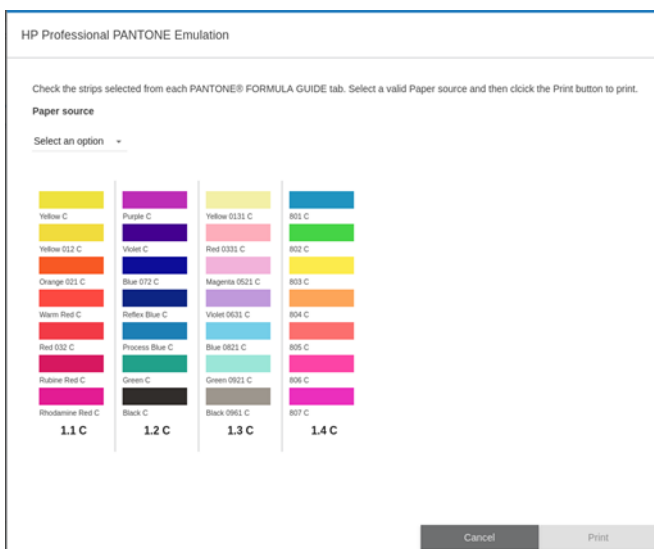 HP Professional PANTONE Emulation
Check the strips selected from each PANTONE® FORMULA GUIDE tab. Select a valid Paper source and then clcick the Print button to print.
Paper source
Select an option
Yellow C
Purple C
Yellow 0131 C
801 C
Yellow 012 C
Violet C
Red 0331 C
802 C
Orange 021 C
Blue 072 C
Magenta 0521 C
803 C
Warm Red C
Reflex Blue C
Violet 0631 C
804 C
Red 032 C
Process Blue C
Blue 0821 C
805 C
Rubine Red C
Green C
Green 0921 C
806 C
Rhodamine Red C
Black C
Black 0961 C
807 C
1.1 C
1.2 C
1.3 C
1.4 C
Cancel
Print